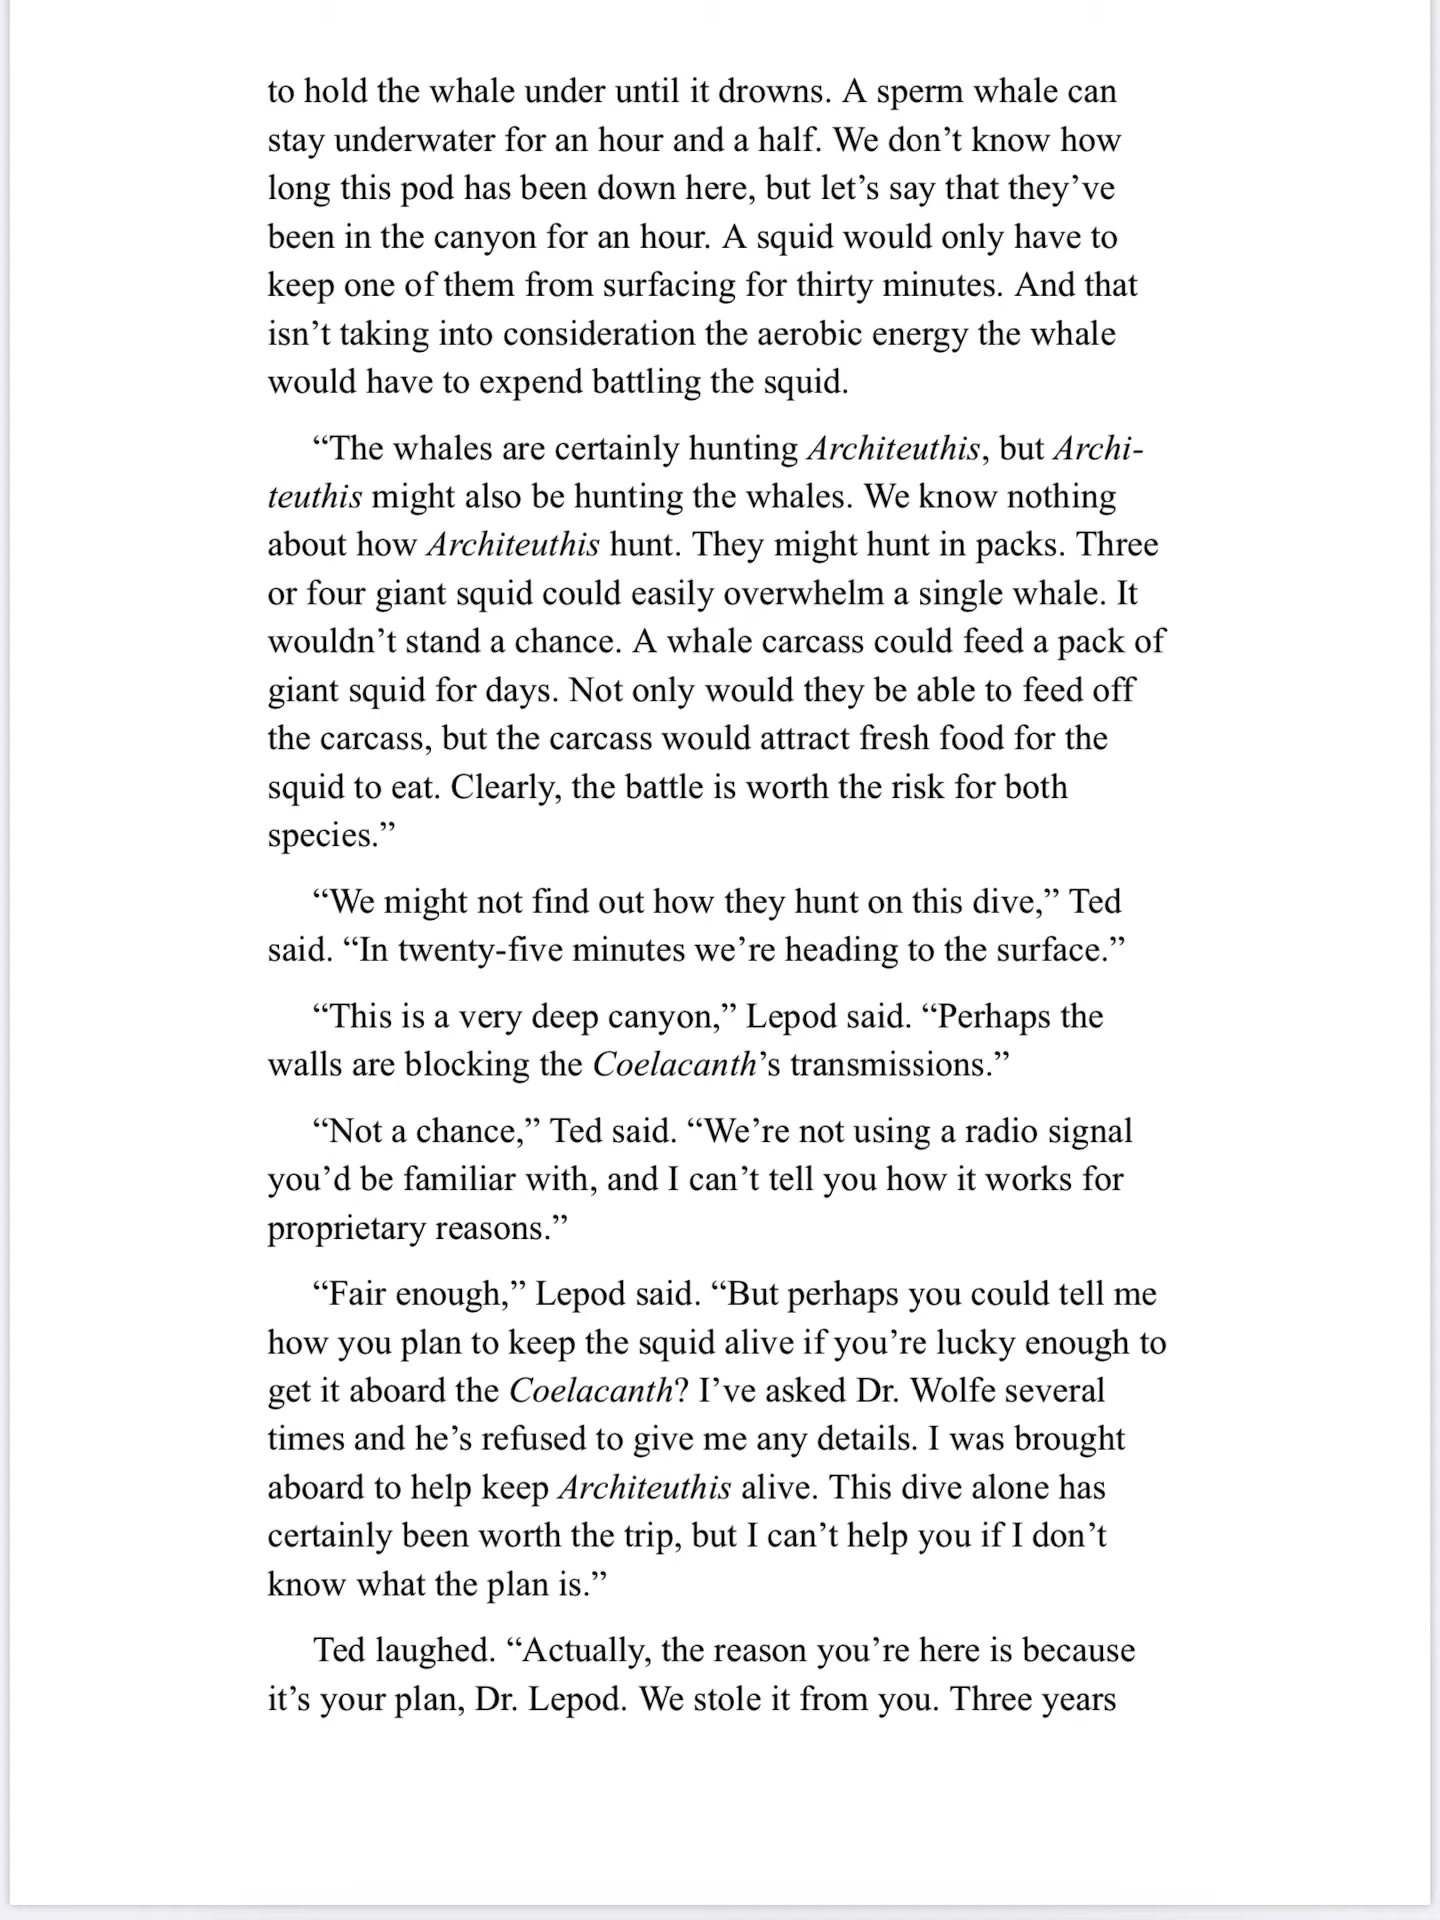 to hold the whale under until it drowns. A sperm whale can
stay underwater for an hour and a half. We don’t know how
long this pod has been down here, but let’s say that they’ve
been in the canyon for an hour. A squid would only have to
keep one of them from surfacing for thirty minutes. And that
isn’t taking into consideration the aerobic energy the whale
would have to expend battling the squid.
“The whales are certainly hunting Architeuthis, but Archi-
teuthis might also be hunting the whales. We know nothing
about how Architeuthis hunt. They might hunt in packs. Three
or four giant squid could easily overwhelm a single whale. It
wouldn’t stand a chance. A whale carcass could feed a pack of
giant squid for days. Not only would they be able to feed off
the carcass, but the carcass would attract fresh food for the
squid to eat. Clearly, the battle is worth the risk for both
species.”
“We might not find out how they hunt on this dive,” Ted
said. “In twenty-five minutes we’re heading to the surface.”
“This is a very deep canyon,” Lepod said. “Perhaps the
walls are blocking the Coelacanth’s transmissions.”
“Not a chance,” Ted said. “We’re not using a radio signal
you’d be familiar with, and I can’t tell you how it works for
proprietary reasons.”
“Fair enough,” Lepod said. “But perhaps you could tell me
how you plan to keep the squid alive if you’re lucky enough to
get it aboard the Coelacanth? I’ve asked Dr. Wolfe several
times and he’s refused to give me any details. I was brought
aboard to help keep Architeuthis alive. This dive alone has
certainly been worth the trip, but I can’t help you if I don’t
know what the plan is.”
Ted laughed. “Actually, the reason you’re here is because
it’s your plan, Dr. Lepod. We stole it from you. Three years